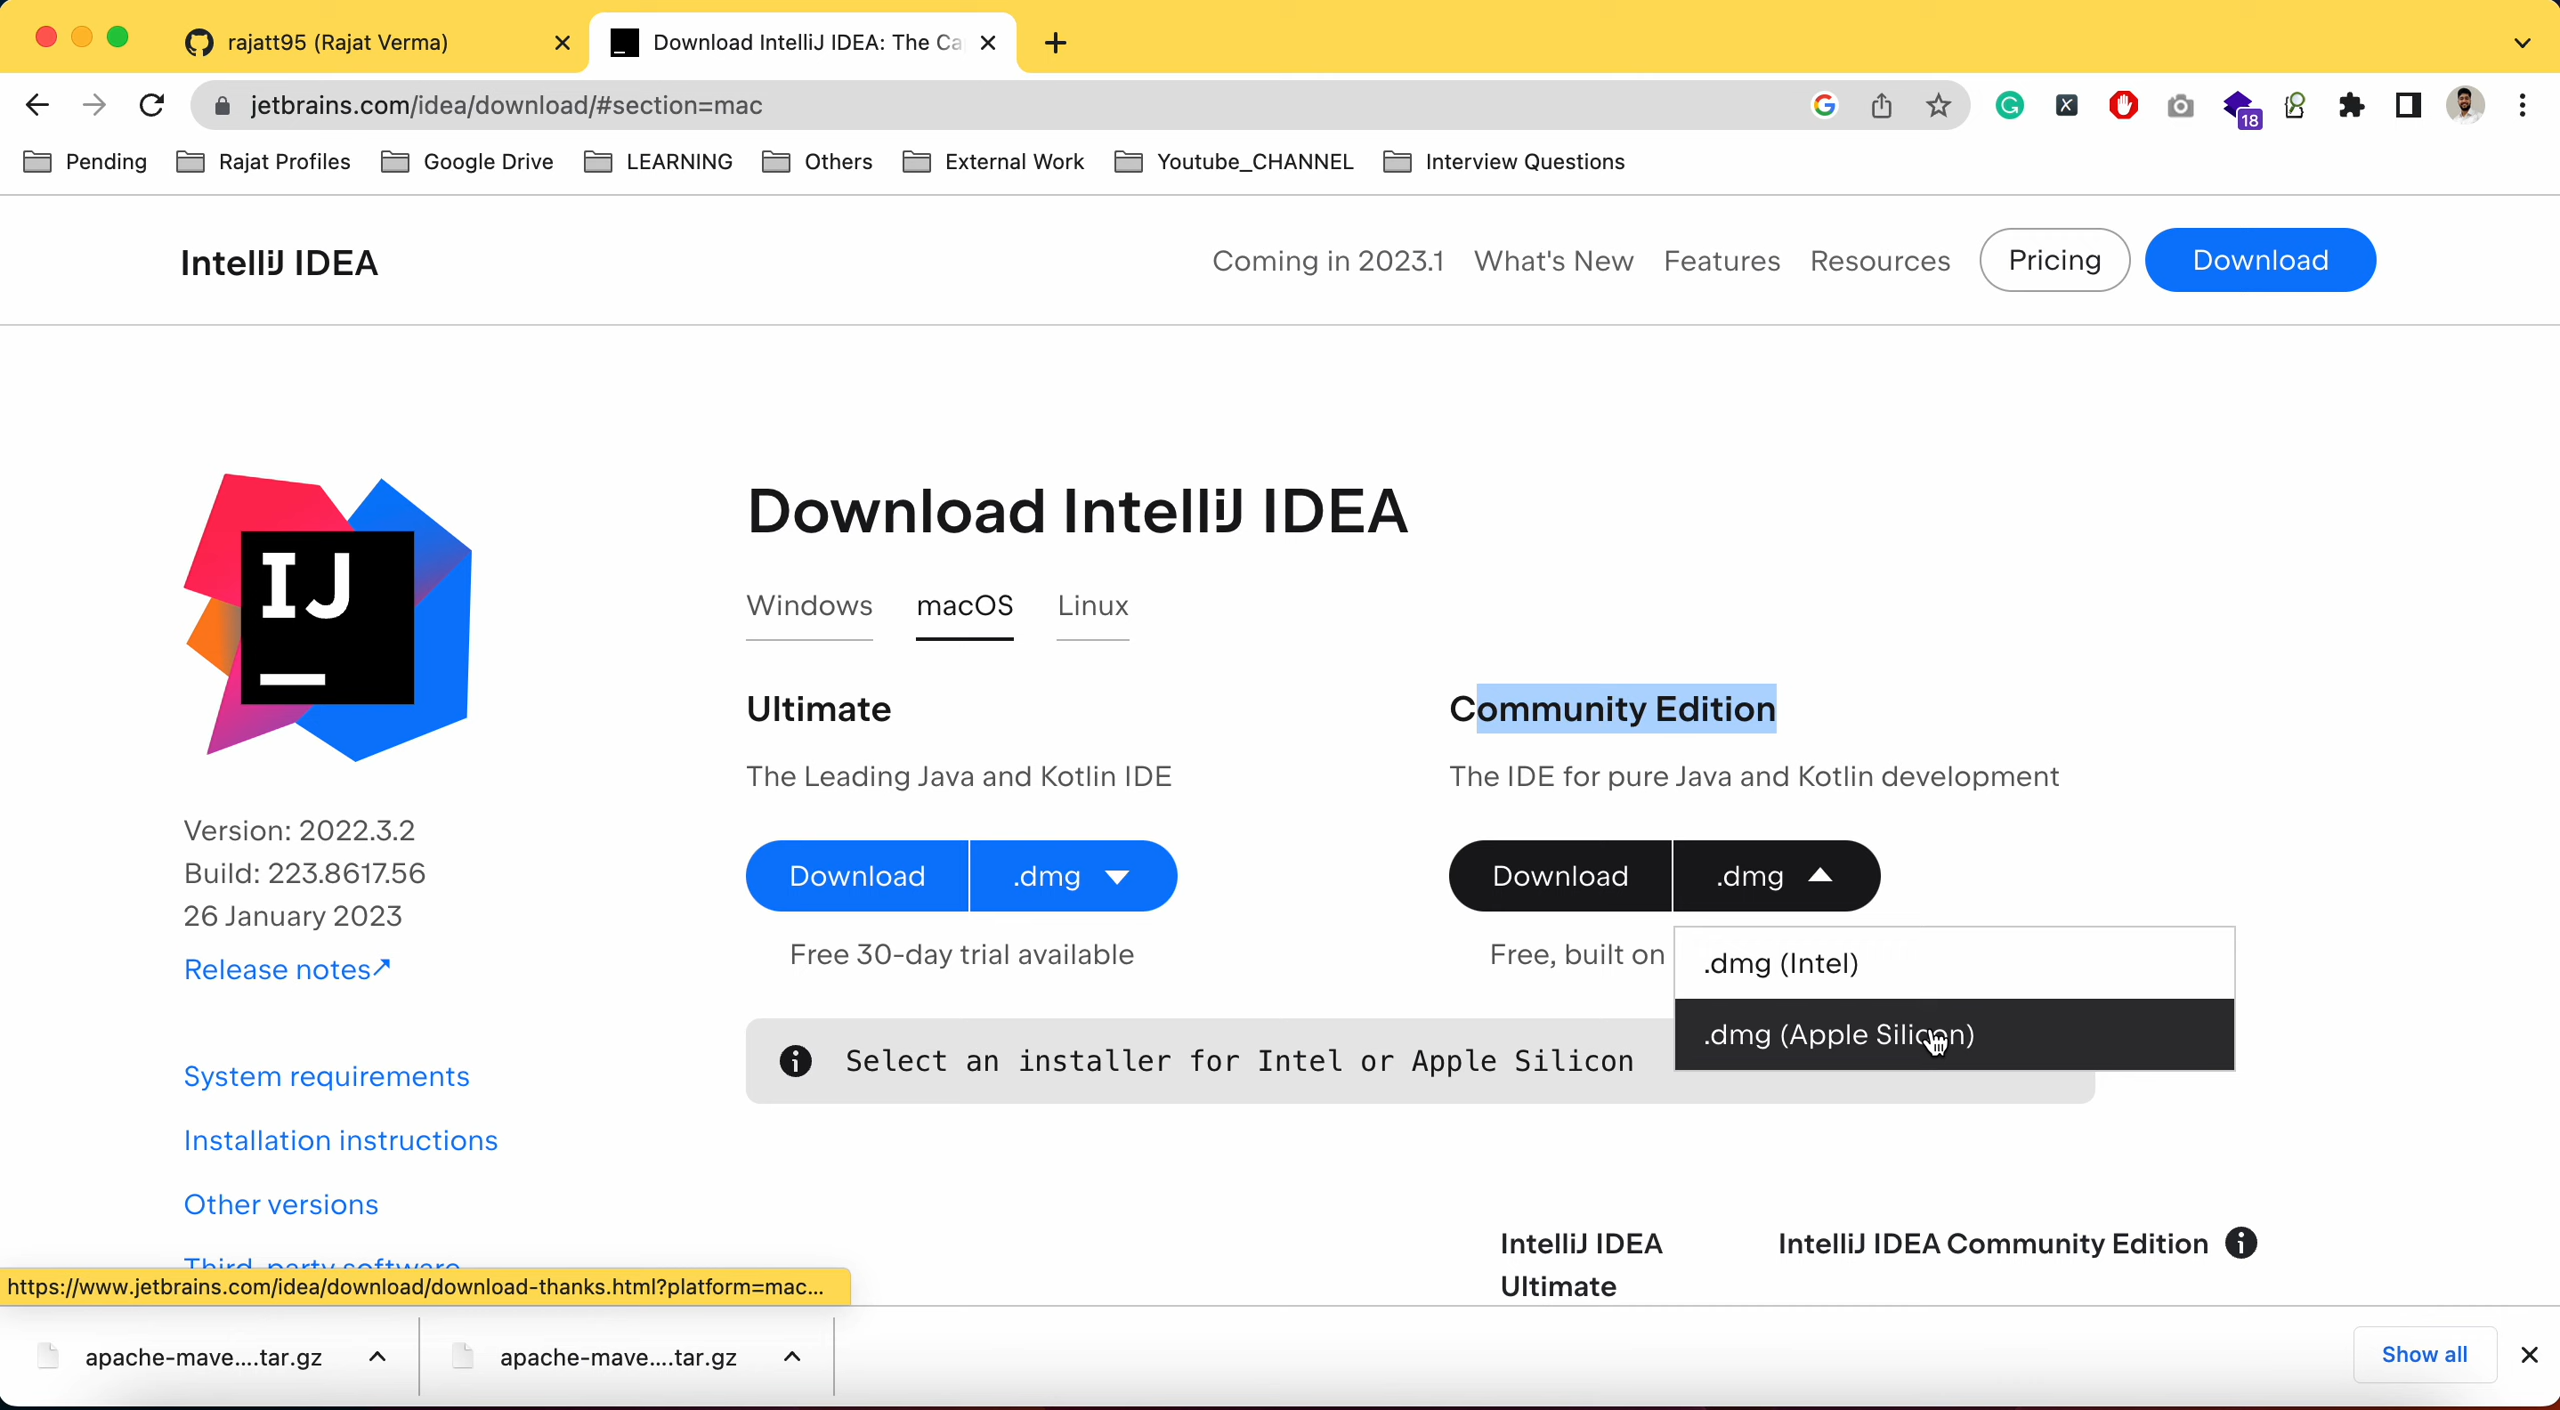 rajatt95 (Rajat Verma)
Download IntelliJ IDEA: The Ca
jetbrains.com/idea/download/#section=mac
18
Pending
Rajat Profiles
Google Drive
LEARNING
Others
External Work
Youtube_CHANNEL
Interview Questions
IntelliJ IDEA
Coming in 2023.1
What's New
Features
Resources
Pricing
Download
IJ
Download IntelliJ IDEA
Windows
macOS
Linux
Ultimate
The Leading Java and Kotlin IDE
Download
.dmg
Free 30-day trial available
Community Edition
The IDE for pure Java and Kotlin development
Download
.dmg
Free, built on
.dmg (Intel)
.dmg (Apple Silicon)
Select an installer for Intel or Apple Silicon
Version: 2022.3.2
Build: 223.8617.56
26 January 2023
Release notes↗
System requirements
Installation instructions
Other versions
Third-party software
IntelliJ IDEA
Ultimate
IntelliJ IDEA Community Edition
https://www.jetbrains.com/idea/download/download-thanks.html?platform=mac...
apache-mave....tar.gz
apache-mave....tar.gz
Show all